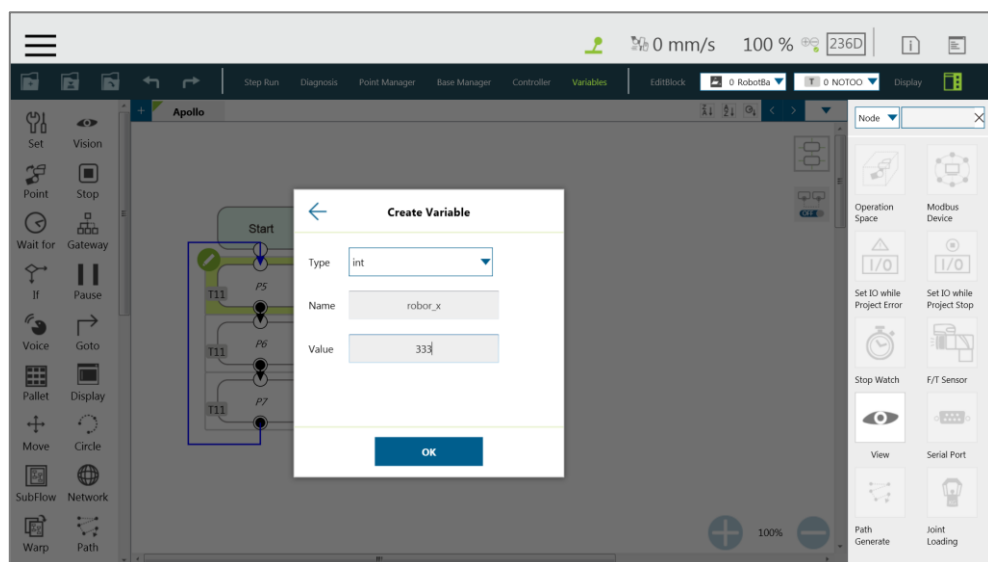 0 mm/s 100 % 236D
Step Run Diagnosis Point Manager Base Manager Controller Variables EditBlock 0 RobotBa T 0 NOTOO Display
+ Apollo
Node
Set Vision
Point Stop
Wait for Gateway
If Pause
Voice Goto
Pallet Display
Move Circle
SubFlow Network
Warp Path
Start
P5
T11
P6
T11
P7
T11
Create Variable
Type int
Name robor_x
Value 333
OK
OFF
100%
Operation Modbus
Space Device
I/O I/O
Set IO while Set IO while
Project Error Project Stop
Stop Watch F/T Sensor
View Serial Port
Path Joint
Generate Loading